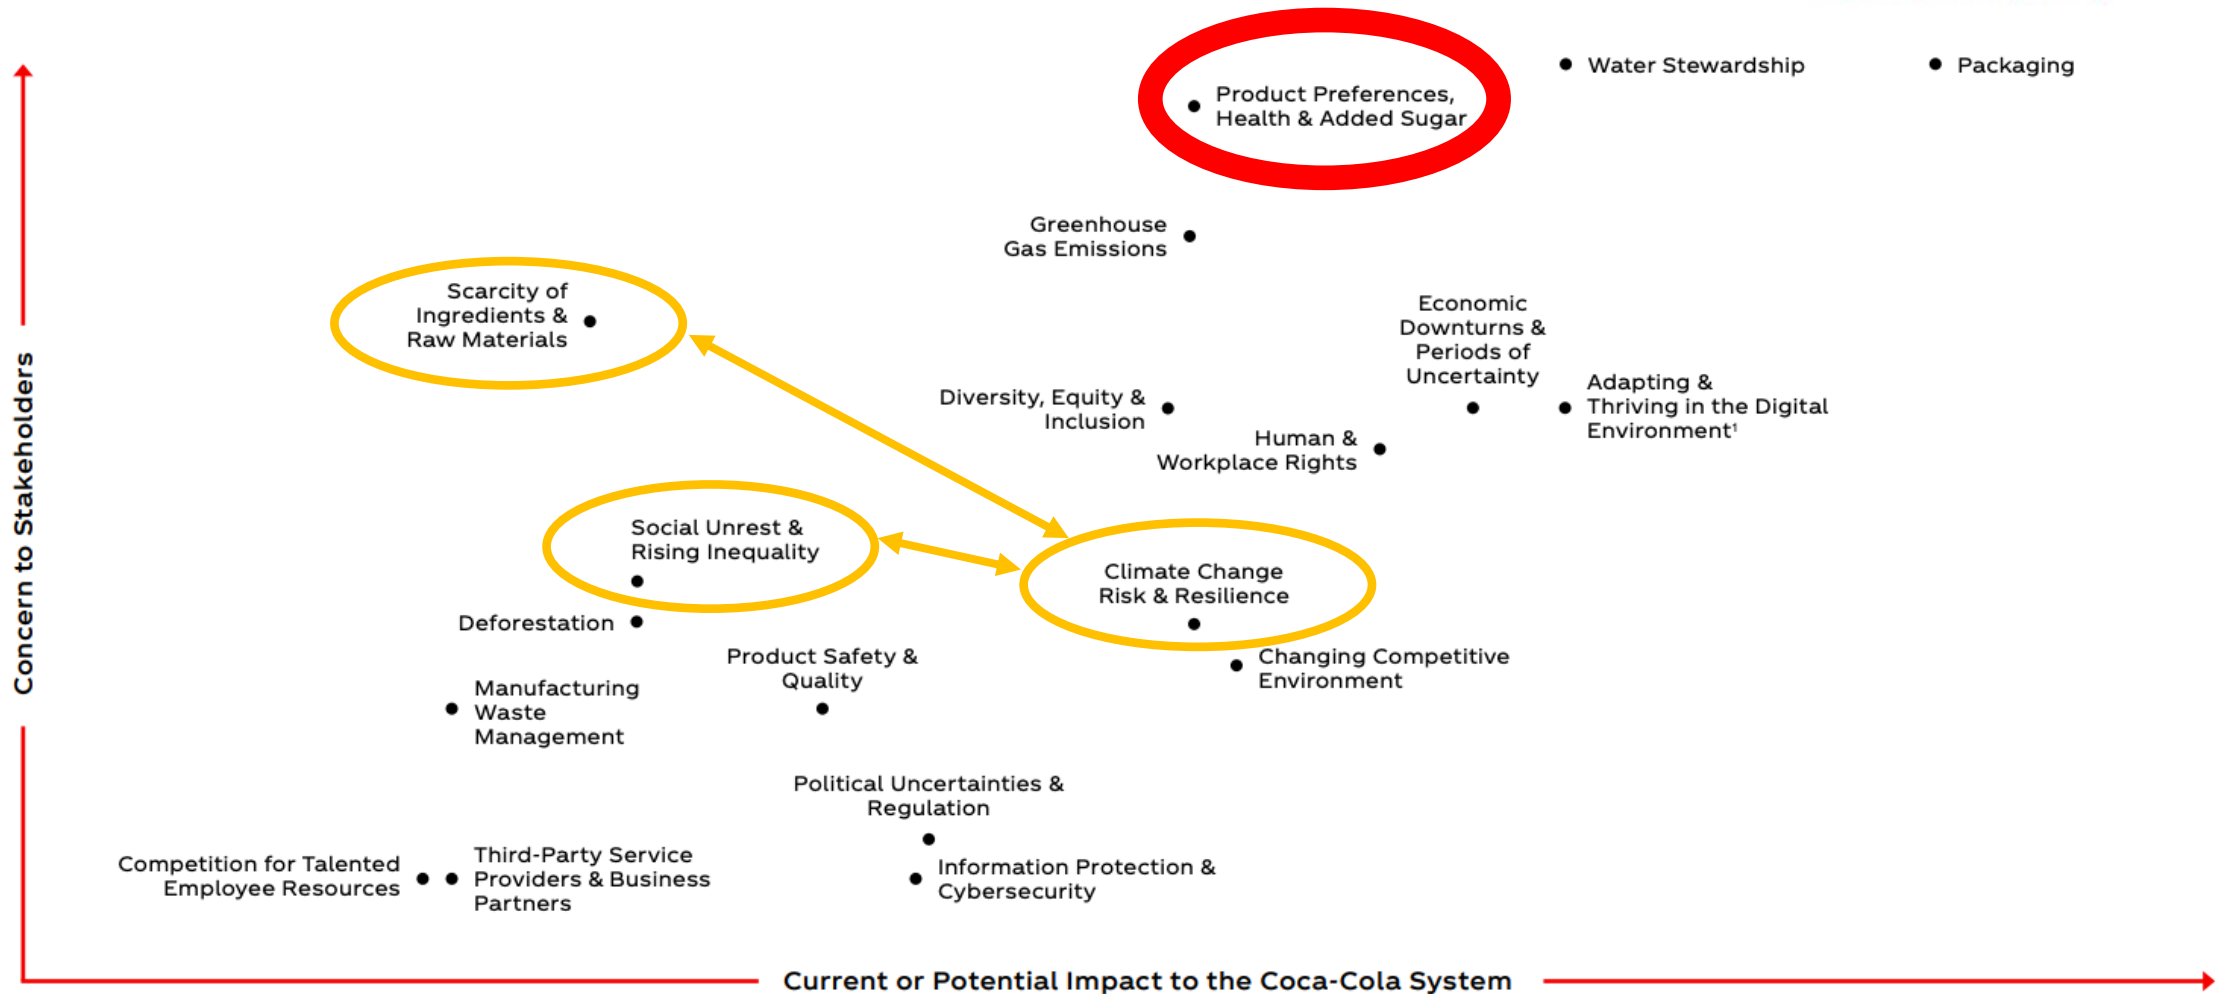 Water Stewardship
Packaging
Product Preferences,
Health & Added Sugar
Greenhouse
Gas Emissions
Scarcity of
Ingredients &
Raw Materials
Economic
Downturns &
Periods of
Uncertainty
Adapting &
Thriving in the Digital
Environment¹
Diversity, Equity &
Inclusion
Human &
Workplace Rights
Social Unrest &
Rising Inequality
Climate Change
Risk & Resilience
Deforestation
Product Safety &
Quality
Changing Competitive
Environment
Manufacturing
Waste
Management
Political Uncertainties &
Regulation
Competition for Talented
Employee Resources
Third-Party Service
Providers & Business
Partners
Information Protection &
Cybersecurity
Concern to Stakeholders
Current or Potential Impact to the Coca-Cola System